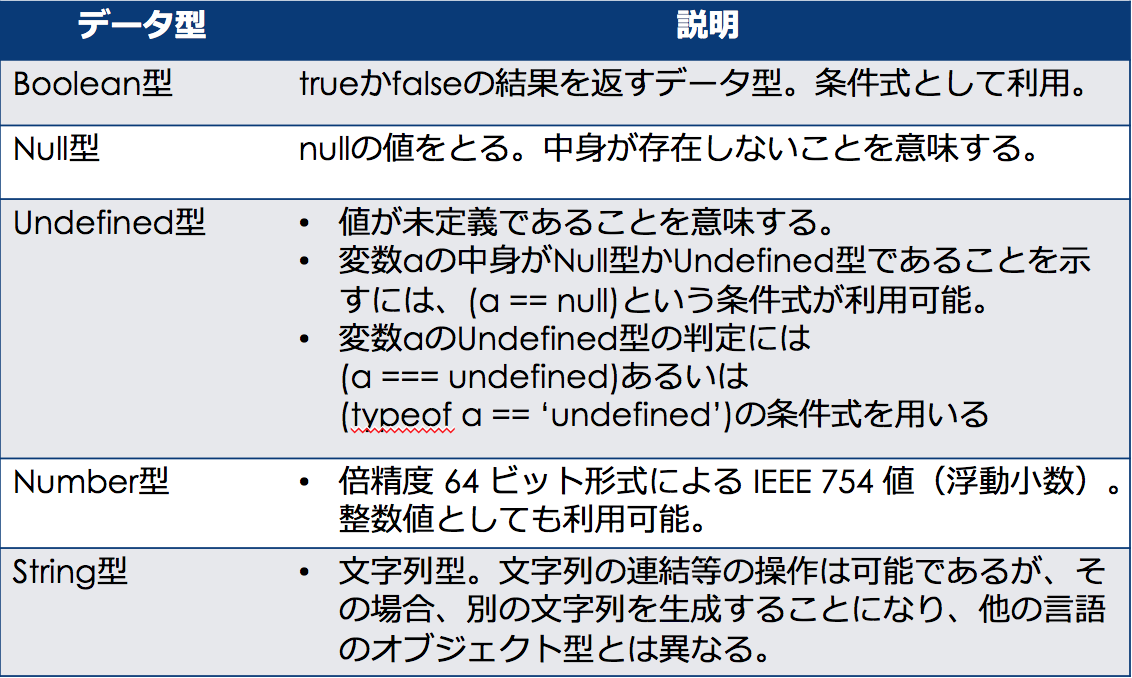 データ型 説明
Boolean型 trueかfalseの結果を返すデータ型。条件式として利用。
Null型 nullの値をとる。中身が存在しないことを意味する。
Undefined型 • 値が未定義であることを意味する。
• 変数aの中身がNull型かUndefined型であることを示
すには、(a == null)という条件式が利用可能。
• 変数aのUndefined型の判定には
(a === undefined)あるいは
(typeof a == ‘undefined’)の条件式を用いる
Number型 • 倍精度 64 ビット形式による IEEE 754 値（浮動小数）。
整数値としても利用可能。
String型 • 文字列型。文字列の連結等の操作は可能であるが、そ
の場合、別の文字列を生成することになり、他の言語
のオブジェクト型とは異なる。